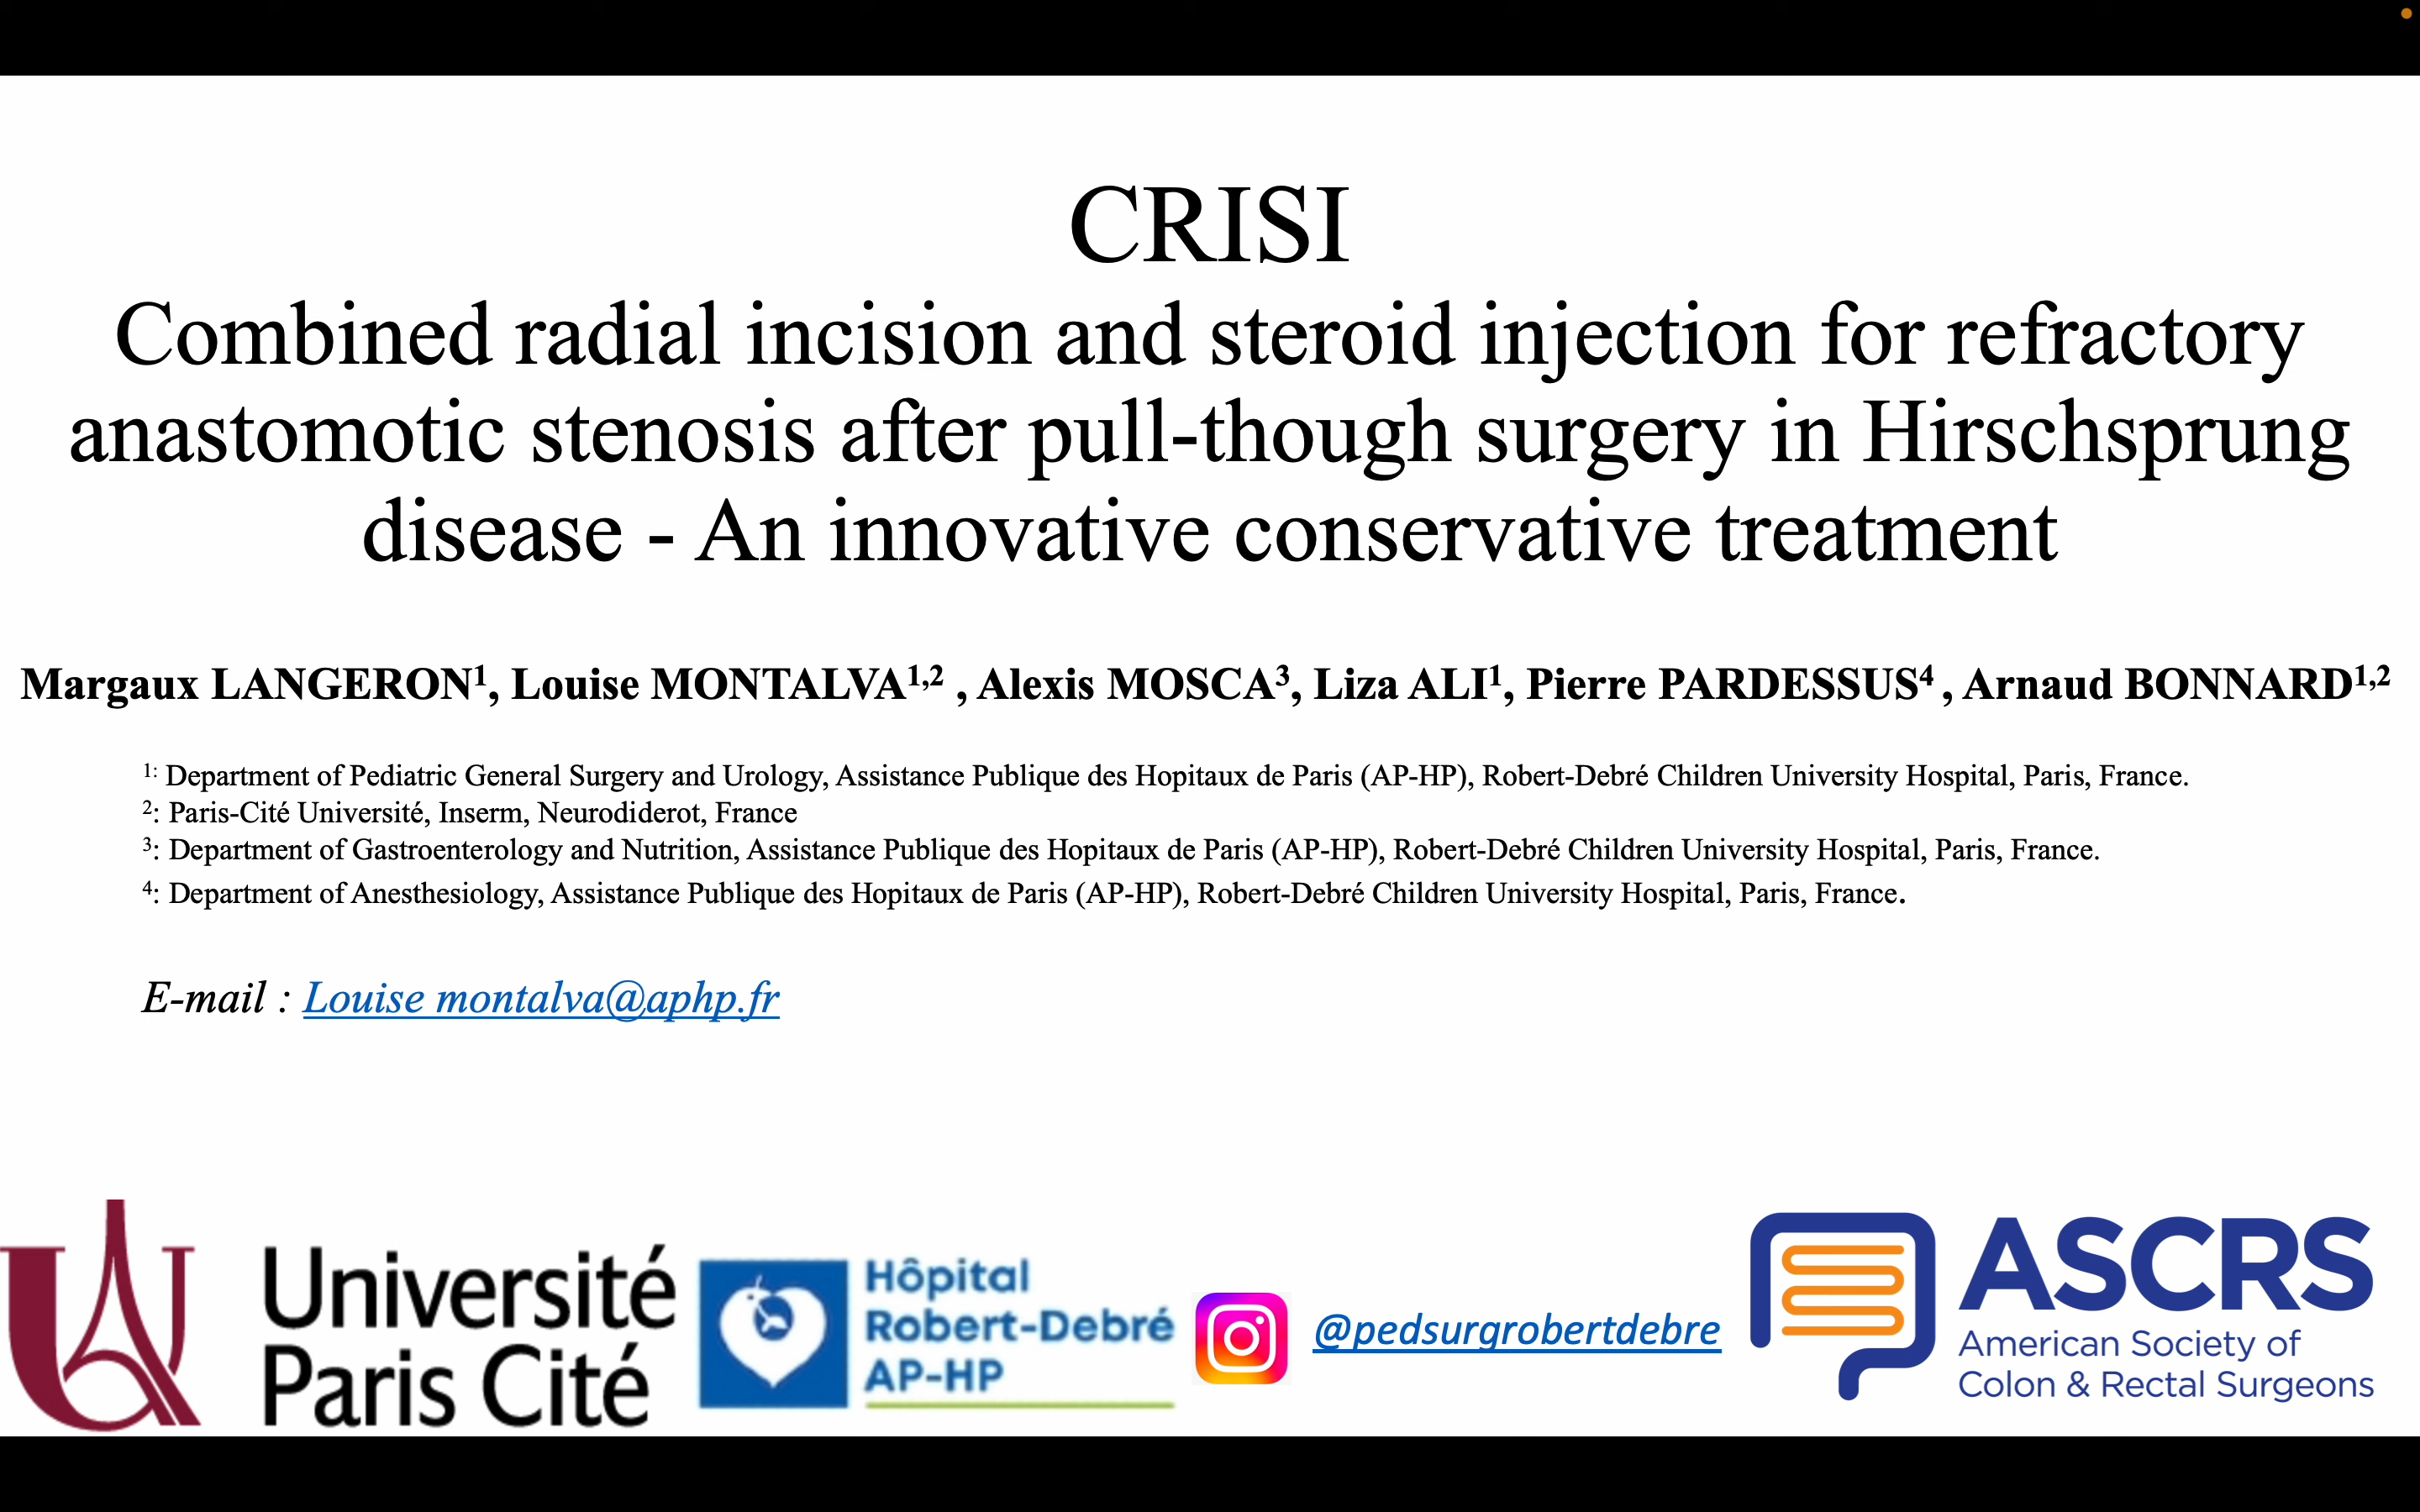 CRISI
Combined radial incision and steroid injection for refractory
anastomotic stenosis after pull-though surgery in Hirschsprung
disease - An innovative conservative treatment
Margaux LANGERON¹, Louise MONTALVA¹,² , Alexis MOSCA³, Liza ALI¹, Pierre PARDESSUS⁴ , Arnaud BONNARD¹,²
¹: Department of Pediatric General Surgery and Urology, Assistance Publique des Hopitaux de Paris (AP-HP), Robert-Debré Children University Hospital, Paris, France.
²: Paris-Cité Université, Inserm, Neurodiderot, France
³: Department of Gastroenterology and Nutrition, Assistance Publique des Hopitaux de Paris (AP-HP), Robert-Debré Children University Hospital, Paris, France.
⁴: Department of Anesthesiology, Assistance Publique des Hopitaux de Paris (AP-HP), Robert-Debré Children University Hospital, Paris, France.
E-mail : Louise montalva@aphp.fr
Université
Paris Cité
Hôpital
Robert-Debré
AP-HP
@pedsurgrobertdebre
ASCRS
American Society of
Colon & Rectal Surgeons